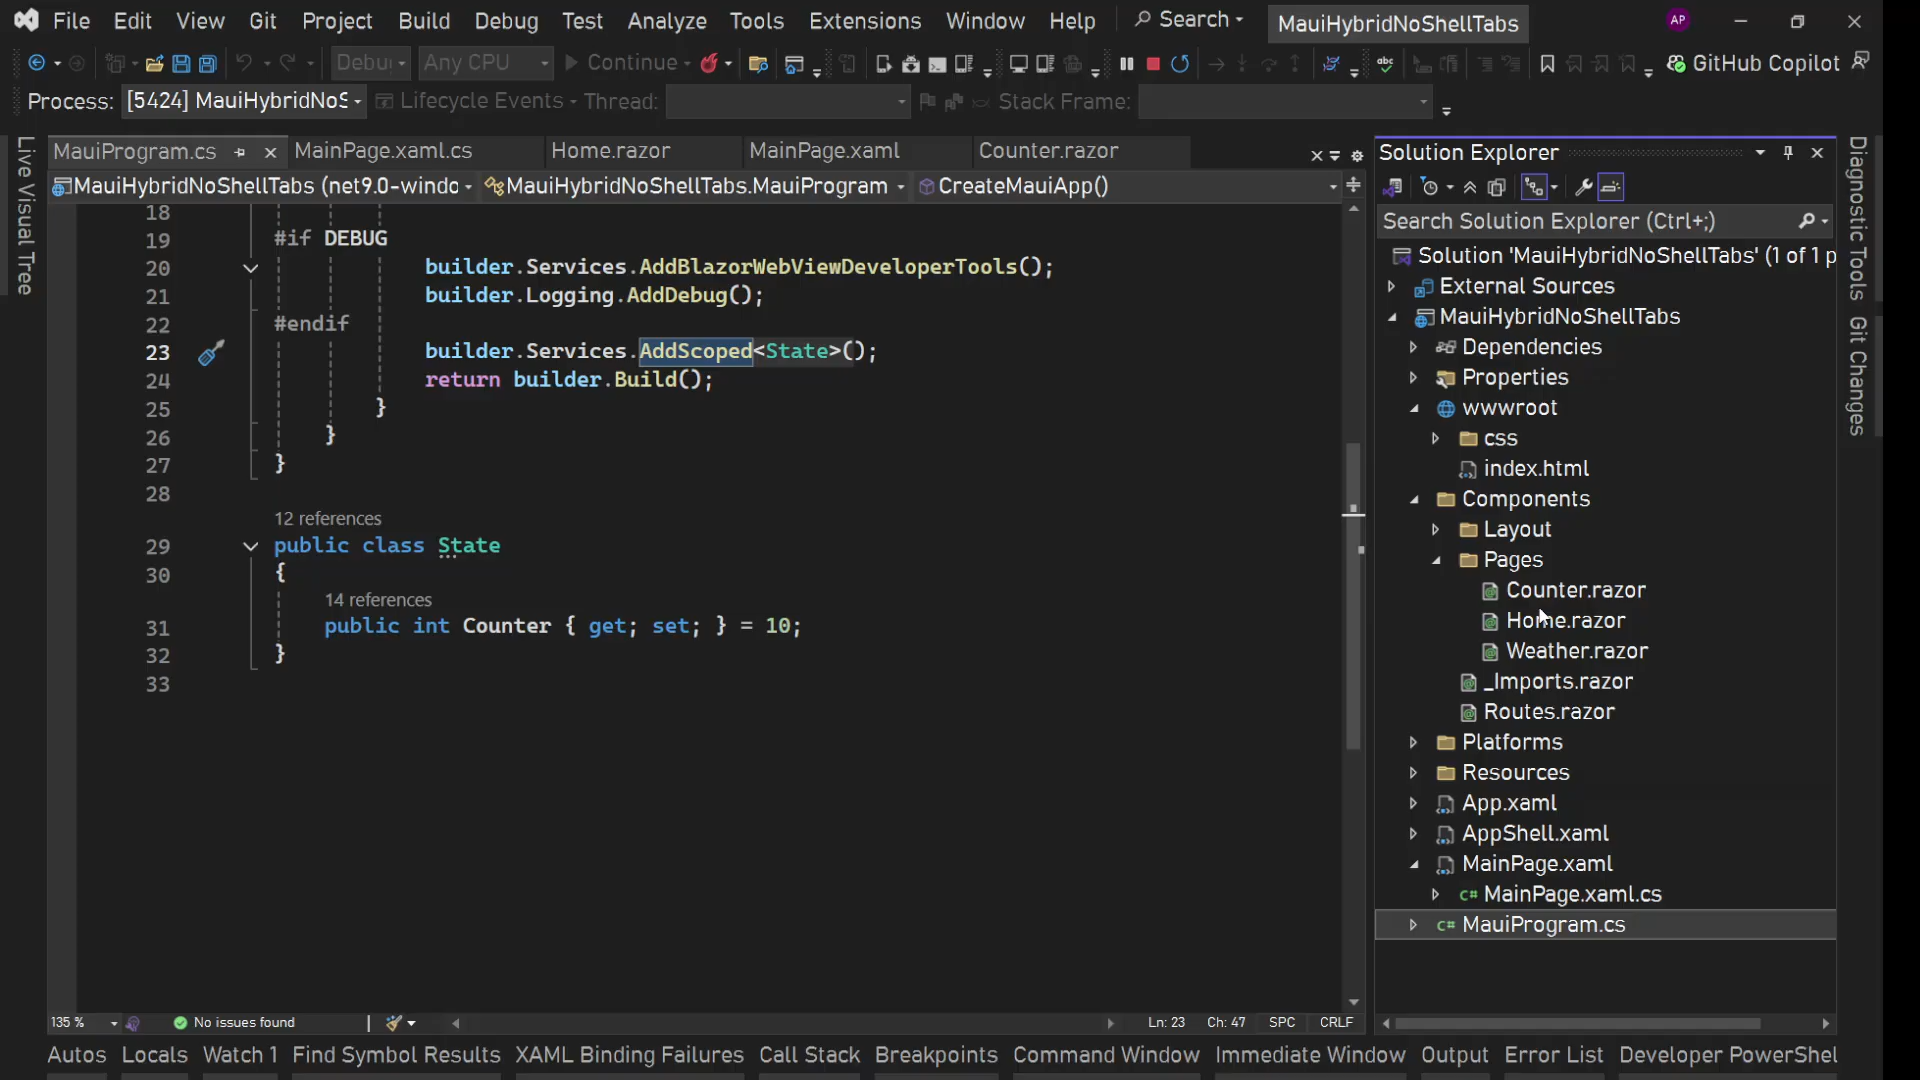 File Edit View Git Project Build Debug Test Analyze Tools Extensions Window Help Search MauiHybridNoShellTabs AP
Debug Any CPU Continue GitHub Copilot
Process: [5424] MauiHybridNoS Lifecycle Events Thread: Stack Frame:
Live Visual Tree
MauiProgram.cs MainPage.xaml.cs Home.razor MainPage.xaml Counter.razor
MauiHybridNoShellTabs (net9.0-windo MauiHybridNoShellTabs.MauiProgram CreateMauiApp()
18
19 #if DEBUG
20 builder.Services.AddBlazorWebViewDeveloperTools();
21 builder.Logging.AddDebug();
22 #endif
23 builder.Services.AddScoped<State>();
24 return builder.Build();
25 }
26 }
27 }
28
12 references
29 public class State
30 {
14 references
31 public int Counter { get; set; } = 10;
32 }
33
135 % No issues found Ln: 23 Ch: 47 SPC CRLF
Solution Explorer
Search Solution Explorer (Ctrl+;)
Solution 'MauiHybridNoShellTabs' (1 of 1 p
External Sources
MauiHybridNoShellTabs
Dependencies
Properties
wwwroot
css
index.html
Components
Layout
Pages
Counter.razor
Home.razor
Weather.razor
_Imports.razor
Routes.razor
Platforms
Resources
App.xaml
AppShell.xaml
MainPage.xaml
C# MainPage.xaml.cs
C# MauiProgram.cs
Diagnostic Tools
Git Changes
Autos Locals Watch 1 Find Symbol Results XAML Binding Failures Call Stack Breakpoints Command Window Immediate Window Output Error List Developer PowerShel